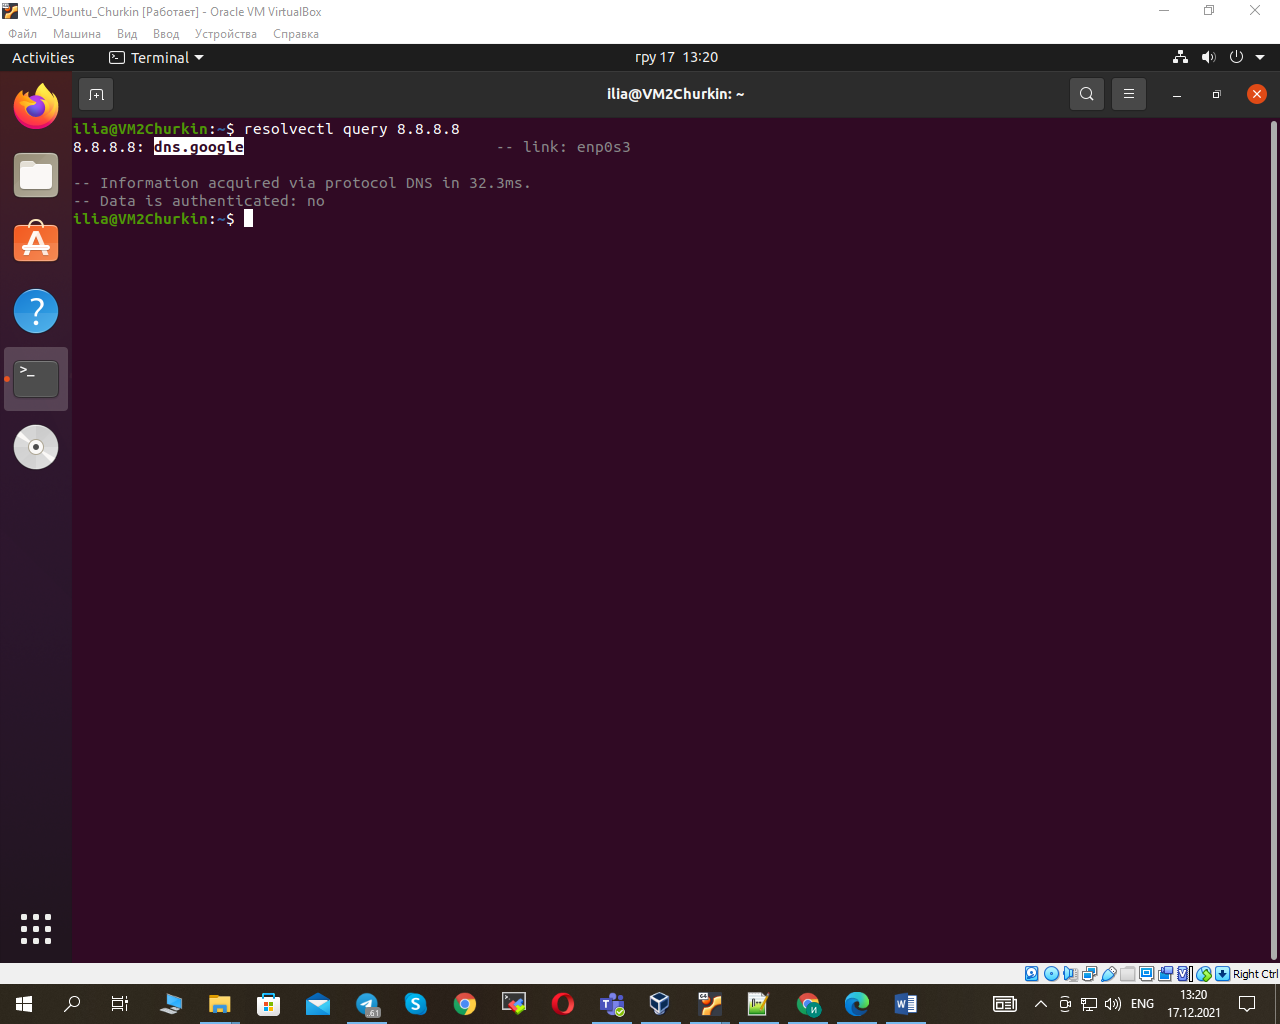 VM2_Ubuntu_Churkin [Работает] - Oracle VM VirtualBox
Файл Машина Вид Ввод Устройства Справка
Activities Terminal гру 17 13:20
ilia@VM2Churkin: ~
ilia@VM2Churkin:~$ resolvectl query 8.8.8.8
8.8.8.8: dns.google -- link: enp0s3
-- Information acquired via protocol DNS in 32.3ms.
-- Data is authenticated: no
ilia@VM2Churkin:~$
Right Ctrl
ENG
13:20
17.12.2021